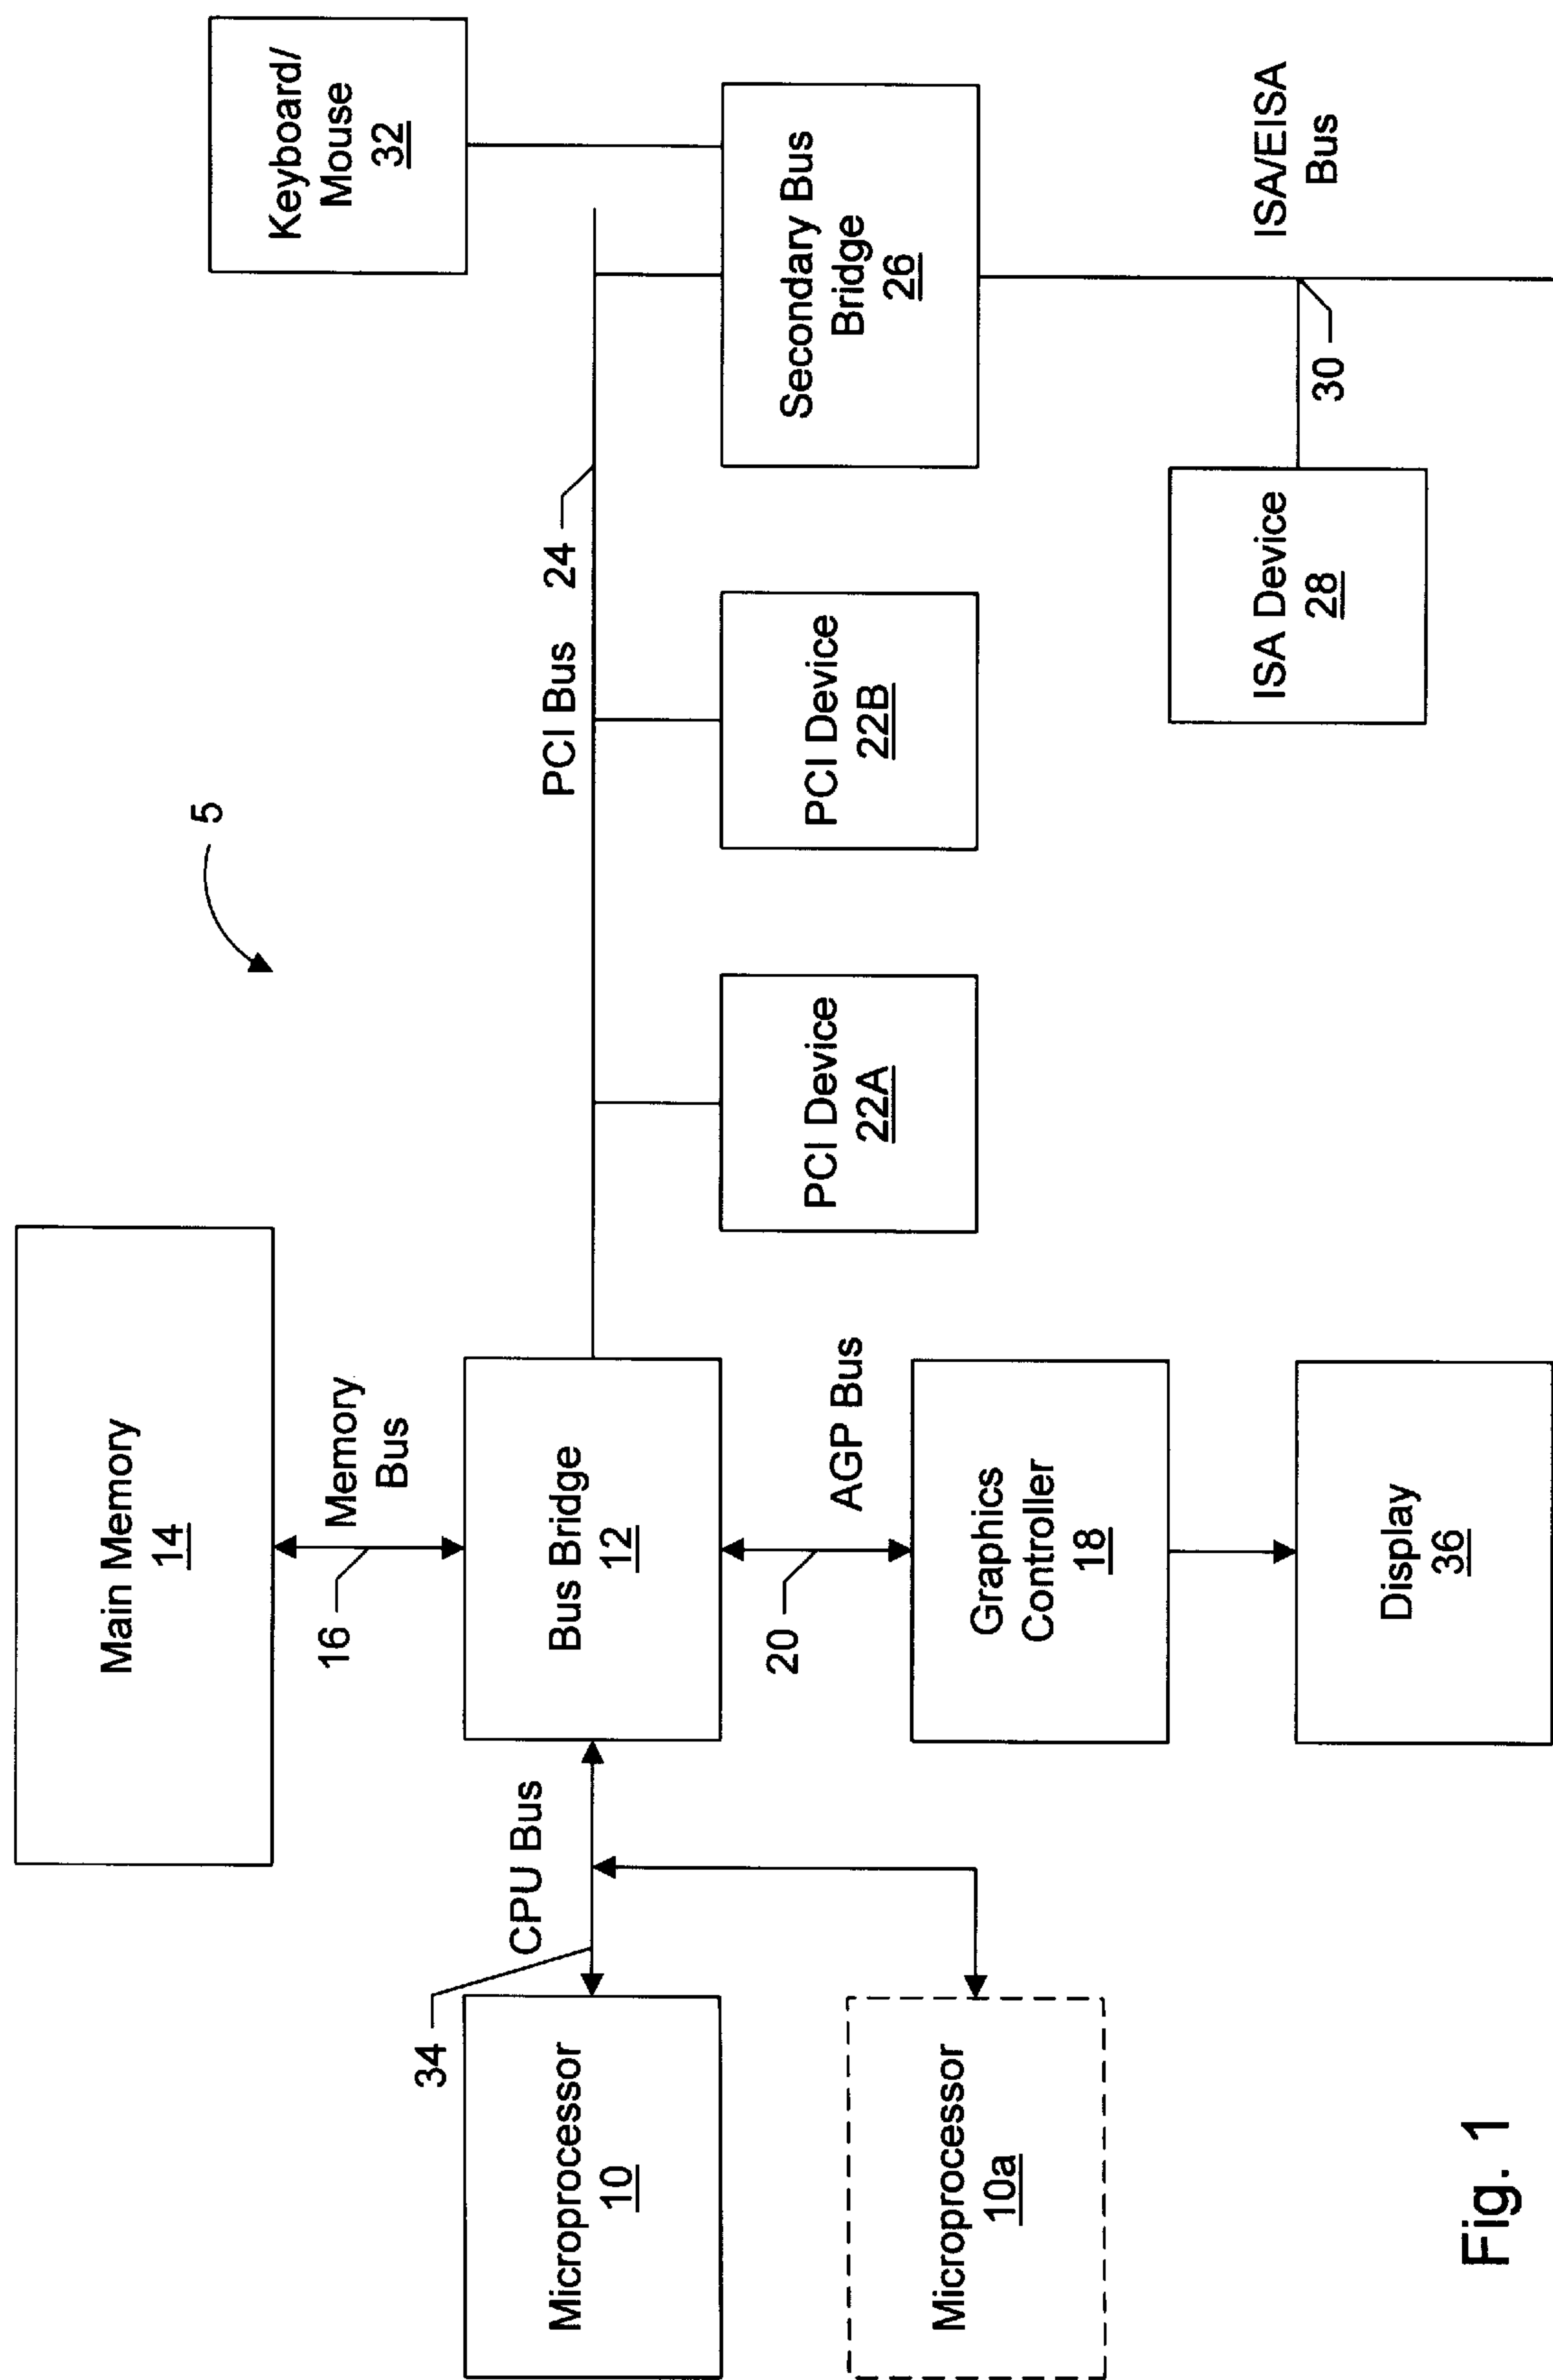 Main Memory
14
Keyboard/
Mouse
32
5
16
Memory
Bus
34
CPU Bus
PCI Bus
24
Microprocessor
10
Bus Bridge
12
PCI Device
22A
PCI Device
22B
Secondary Bus
Bridge
26
20
AGP Bus
Microprocessor
10a
Graphics
Controller
18
ISA Device
28
30
ISA/EISA
Bus
Display
36
Fig. 1